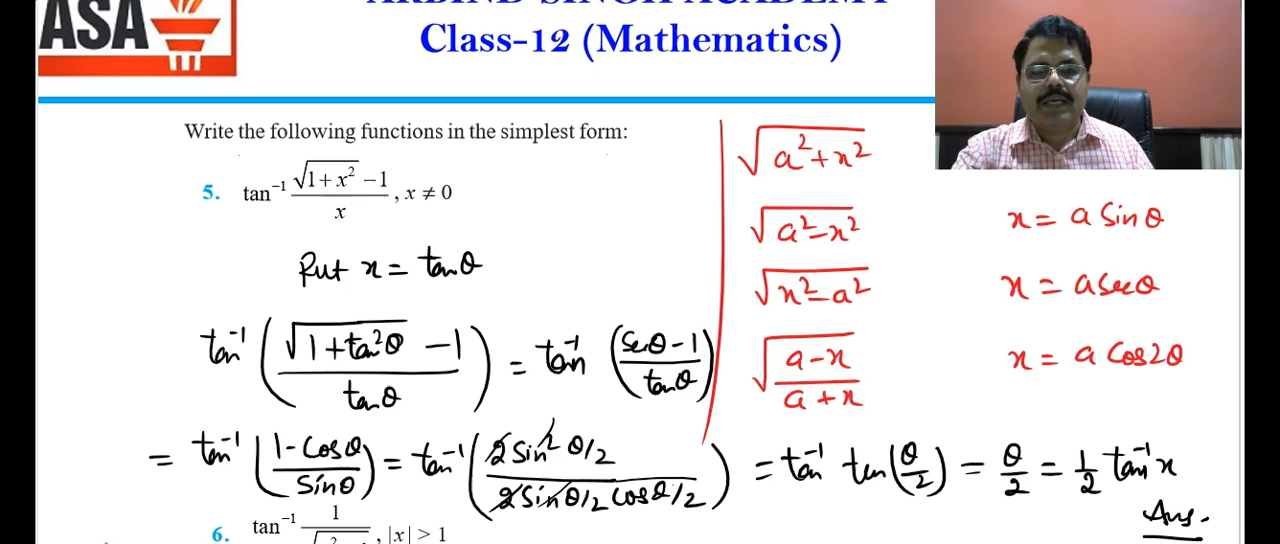 ASA
ARBIND SINGH ACADEMY
Class-12 (Mathematics)
Write the following functions in the simplest form:
5. tan⁻¹ (√(1+x²) −1)/x , x ≠ 0
Put x = tanθ
tan⁻¹ ( (√(1+tan²θ) −1)/tanθ ) = tan⁻¹ ( (secθ−1)/tanθ )
= tan⁻¹ ( (1−Cosθ)/Sinθ ) = tan⁻¹ ( 2Sin²θ/2 / 2Sinθ/2 Cosθ/2 ) = tan⁻¹ tan(θ/2) = θ/2 = 1/2 tan⁻¹x
Ans.
√(a²+x²)
√(a²−x²) x = a Sinθ
√(x²−a²) x = a Secθ
√((a−x)/(a+x)) x = a Cos2θ
6. tan⁻¹ 1/√ , |x| > 1